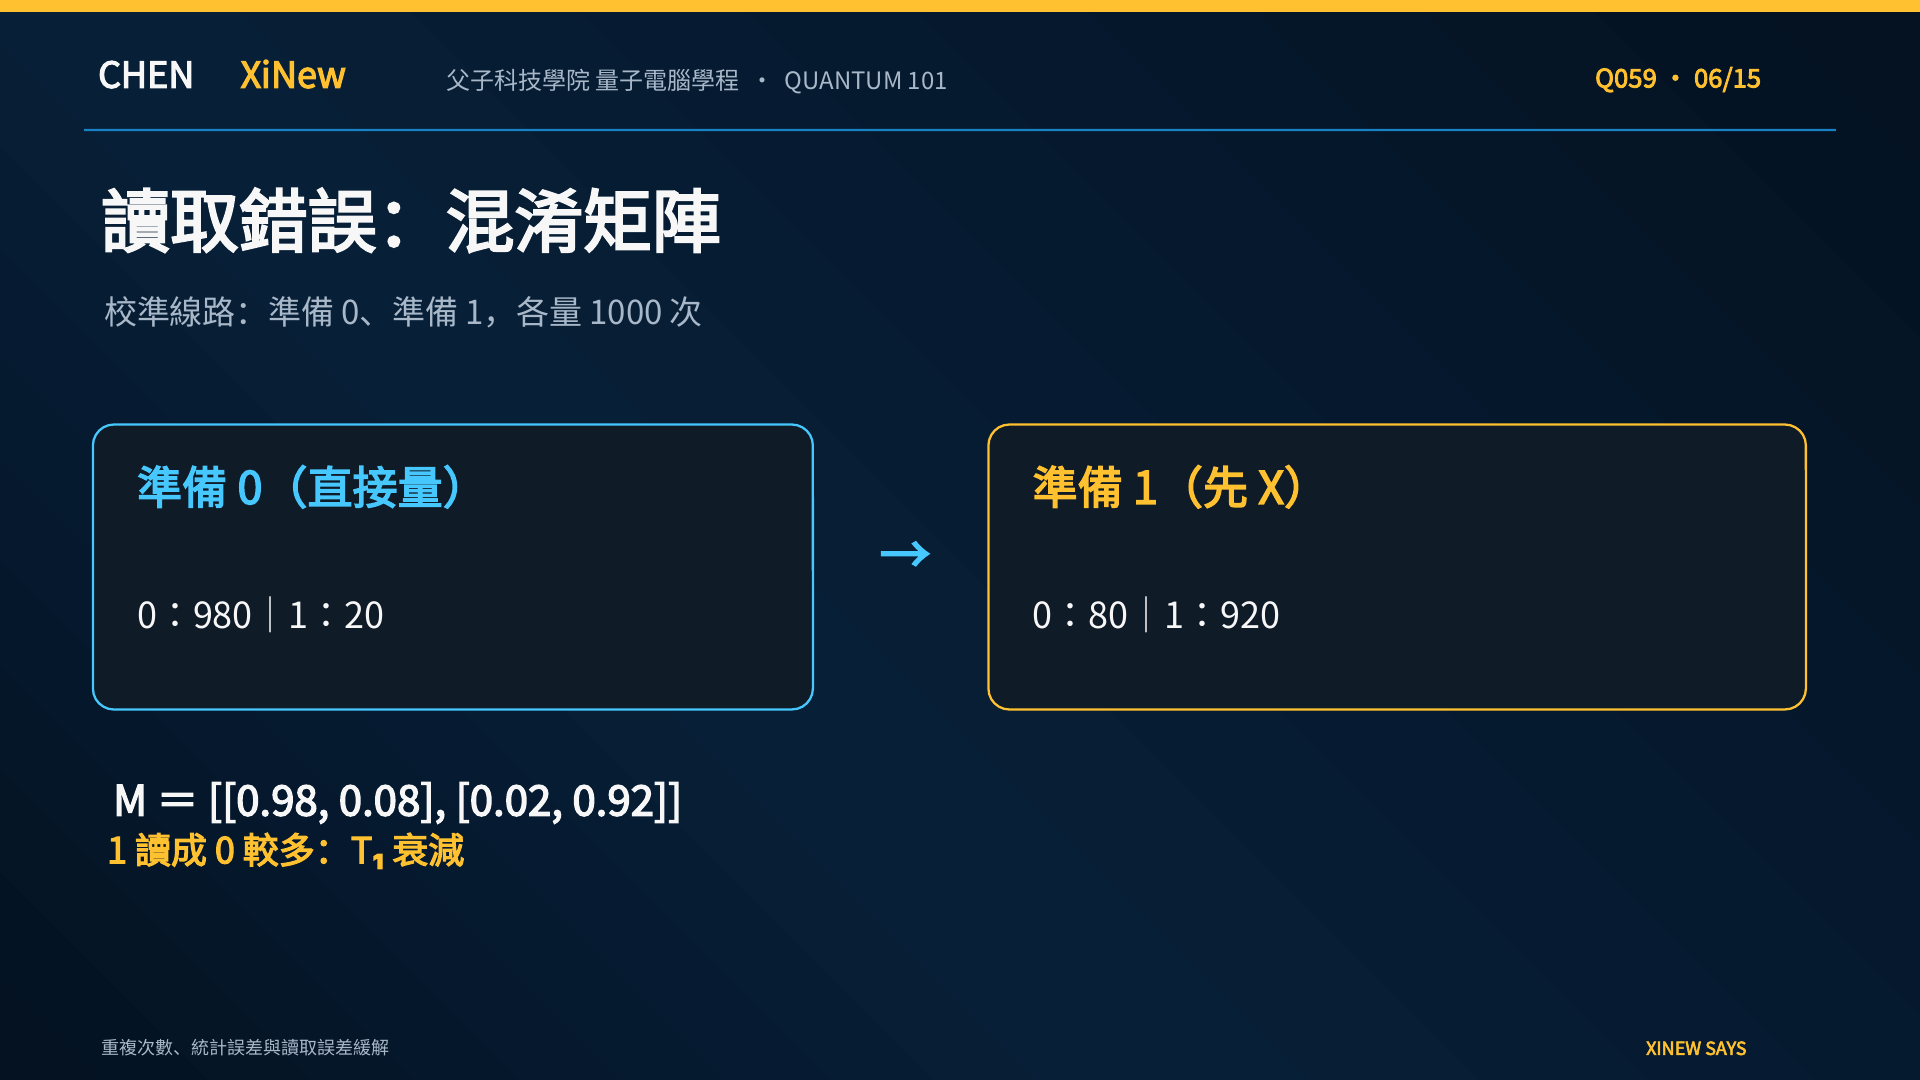 CHEN XiNew 父子科技學院 量子電腦學程 · QUANTUM 101 Q059 · 06/15
讀取錯誤：混淆矩陣
校準線路：準備 0、準備 1，各量 1000 次
準備 0（直接量）
0：980｜1：20
→
準備 1（先 X）
0：80｜1：920
M＝[[0.98, 0.08], [0.02, 0.92]]
1 讀成 0 較多：T₁ 衰減
重複次數、統計誤差與讀取誤差緩解
XINEW SAYS